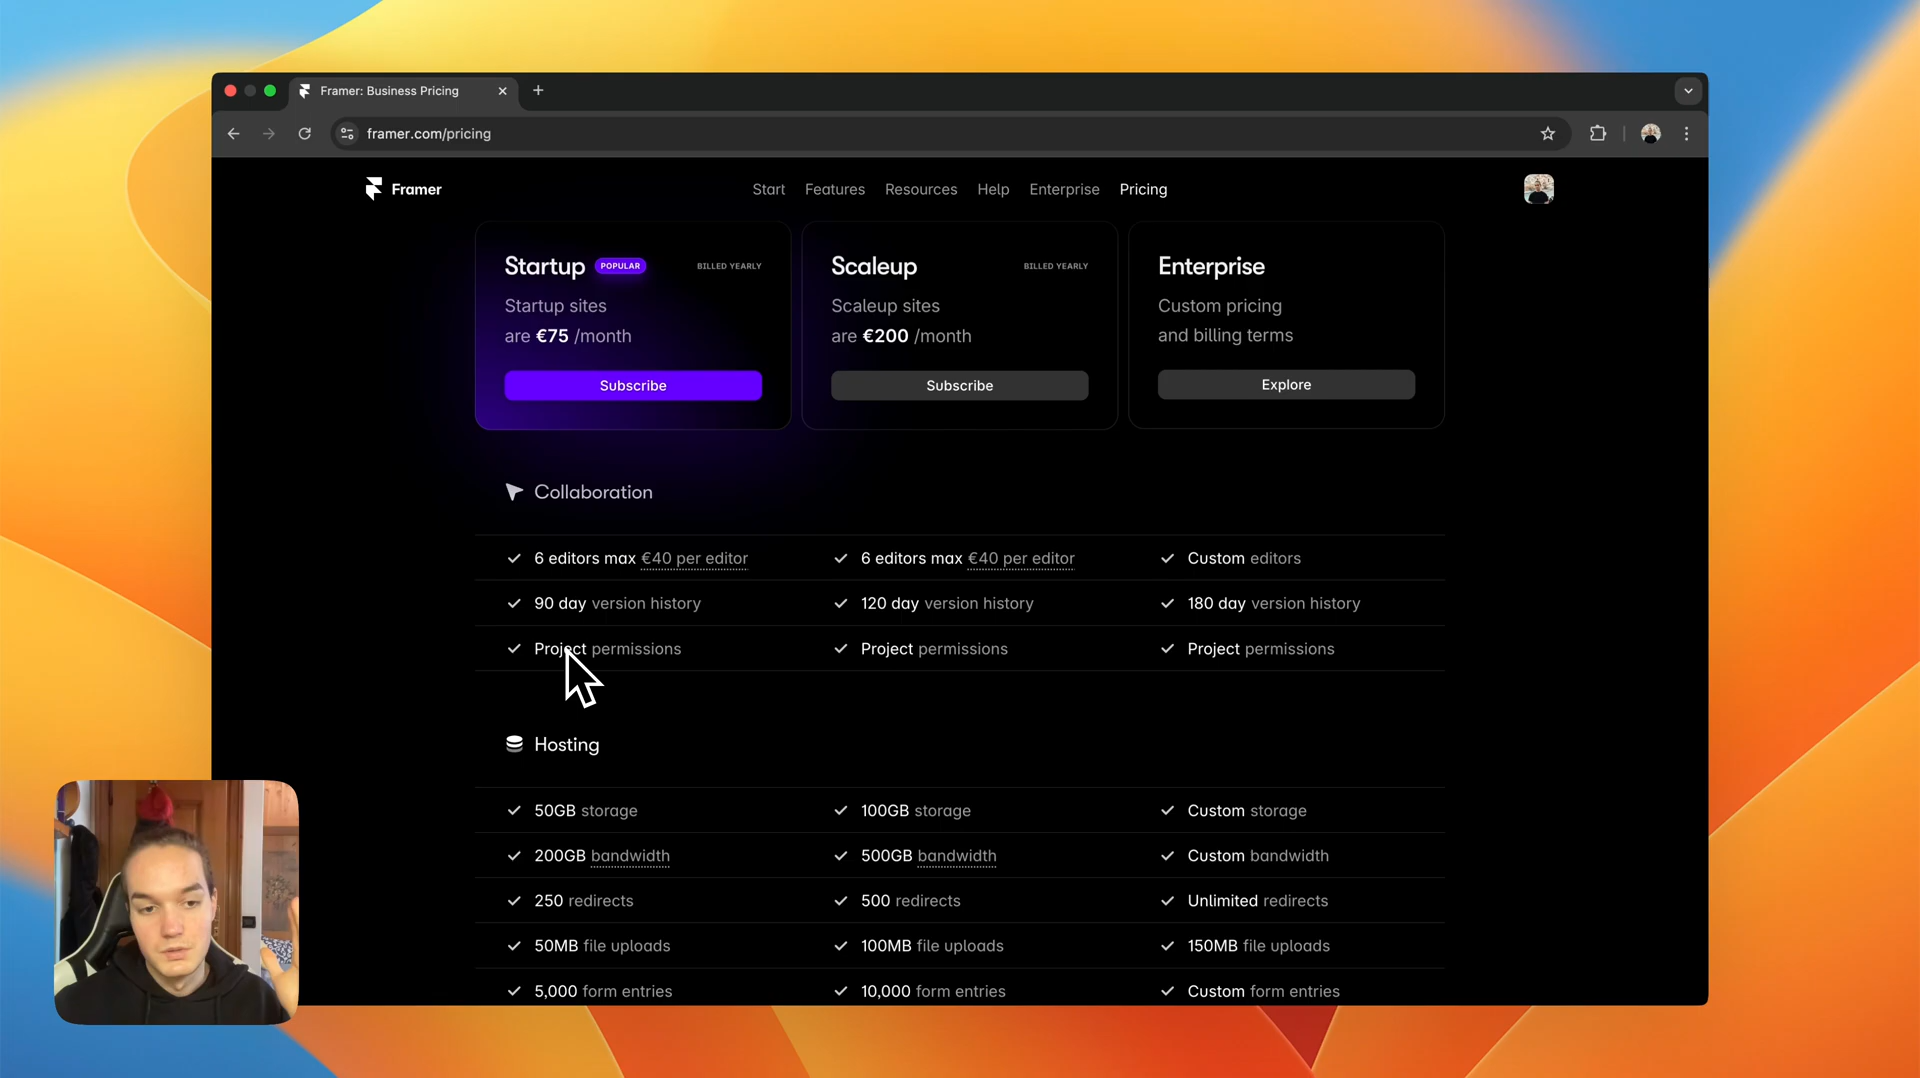 Framer: Business Pricing
framer.com/pricing
Framer
Start Features Resources Help Enterprise Pricing
Startup POPULAR BILLED YEARLY
Startup sites
are €75 /month
Subscribe
Scaleup BILLED YEARLY
Scaleup sites
are €200 /month
Subscribe
Enterprise
Custom pricing
and billing terms
Explore
Collaboration
6 editors max €40 per editor
6 editors max €40 per editor
Custom editors
90 day version history
120 day version history
180 day version history
Project permissions
Project permissions
Project permissions
Hosting
50GB storage
100GB storage
Custom storage
200GB bandwidth
500GB bandwidth
Custom bandwidth
250 redirects
500 redirects
Unlimited redirects
50MB file uploads
100MB file uploads
150MB file uploads
5,000 form entries
10,000 form entries
Custom form entries